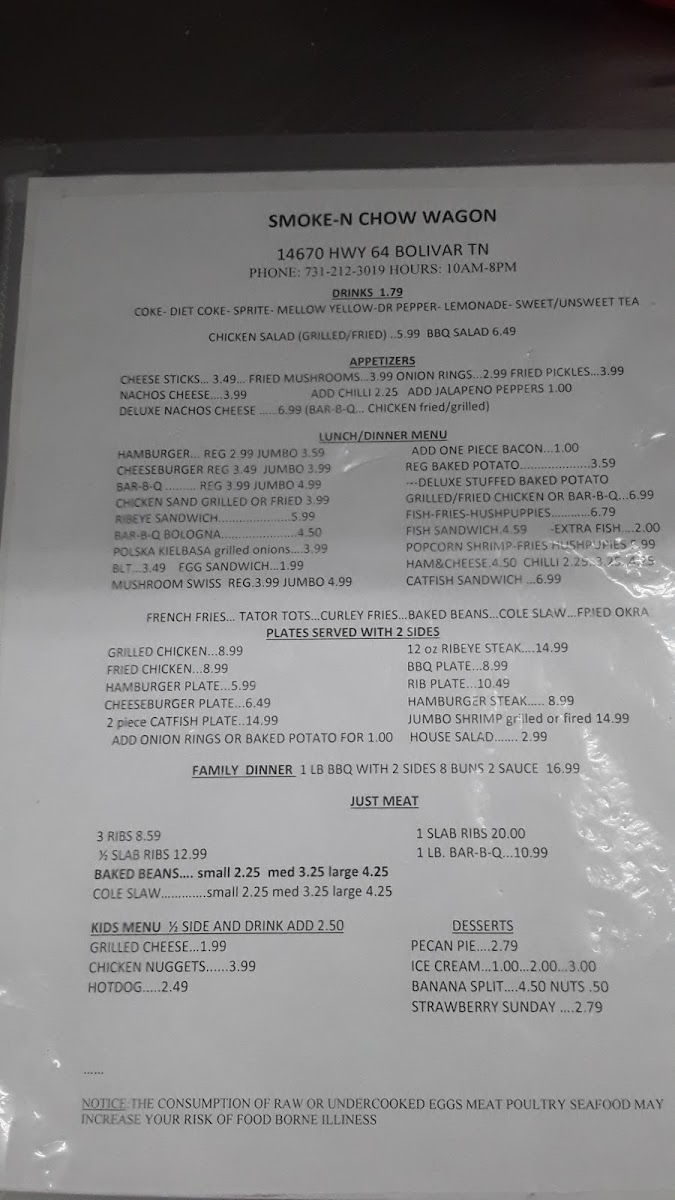 SMOKE-N CHOW WAGON
14670 HWY 64 BOLIVAR TN
PHONE: 731-212-3019 HOURS: 10AM-8PM
DRINKS 1.79
COKE- DIET COKE- SPRITE- MELLOW YELLOW-DR PEPPER- LEMONADE- SWEET/UNSWEET TEA
CHICKEN SALAD (GRILLED/FRIED) ..5.99 BBQ SALAD 6.49
APPETIZERS
CHEESE STICKS... 3.49... FRIED MUSHROOMS...3.99 ONION RINGS...2.99 FRIED PICKLES...3.99
NACHOS CHEESE....3.99 ADD CHILLI 2.25 ADD JALAPENO PEPPERS 1.00
DELUXE NACHOS CHEESE ......6.99 (BAR-B-Q... CHICKEN fried/grilled)
LUNCH/DINNER MENU
HAMBURGER... REG 2.99 JUMBO 3.59
CHEESEBURGER REG 3.49 JUMBO 3.99
BAR-B-Q ......... REG 3.99 JUMBO 4.99
CHICKEN SAND GRILLED OR FRIED 3.99
RIBEYE SANDWICH.....................5.99
BAR-B-Q BOLOGNA......................4.50
POLSKA KIELBASA grilled onions....3.99
BLT...3.49 EGG SANDWICH...1.99
MUSHROOM SWISS REG.3.99 JUMBO 4.99
ADD ONE PIECE BACON...1.00
REG BAKED POTATO.....................3.59
---DELUXE STUFFED BAKED POTATO
GRILLED/FRIED CHICKEN OR BAR-B-Q...6.99
FISH-FRIES-HUSHPUPPIES............6.79
FISH SANDWICH.4.59 -EXTRA FISH....2.00
POPCORN SHRIMP-FRIES HUSHPUPIES
HAM&CHEESE.4.50 CHILLI 2.25..3.25. 4.25
CATFISH SANDWICH ...6.99
FRENCH FRIES... TATOR TOTS...CURLEY FRIES...BAKED BEANS...COLE SLAW...FRIED OKRA
PLATES SERVED WITH 2 SIDES
GRILLED CHICKEN...8.99
FRIED CHICKEN...8.99
HAMBURGER PLATE...5.99
CHEESEBURGER PLATE...6.49
2 piece CATFISH PLATE..14.99
ADD ONION RINGS OR BAKED POTATO FOR 1.00
12 oz RIBEYE STEAK....14.99
BBQ PLATE...8.99
RIB PLATE...10.49
HAMBURGER STEAK..... 8.99
JUMBO SHRIMP grilled or fired 14.99
HOUSE SALAD....... 2.99
FAMILY DINNER 1 LB BBQ WITH 2 SIDES 8 BUNS 2 SAUCE 16.99
JUST MEAT
3 RIBS 8.59
½ SLAB RIBS 12.99
1 SLAB RIBS 20.00
1 LB. BAR-B-Q...10.99
BAKED BEANS.... small 2.25 med 3.25 large 4.25
COLE SLAW.............small 2.25 med 3.25 large 4.25
KIDS MENU ½ SIDE AND DRINK ADD 2.50
GRILLED CHEESE...1.99
CHICKEN NUGGETS......3.99
HOTDOG.....2.49
DESSERTS
PECAN PIE....2.79
ICE CREAM...1.00...2.00...3.00
BANANA SPLIT....4.50 NUTS .50
STRAWBERRY SUNDAY ....2.79
......
NOTICE:THE CONSUMPTION OF RAW OR UNDERCOOKED EGGS MEAT POULTRY SEAFOOD MAY
INCREASE YOUR RISK OF FOOD BORNE ILLINESS